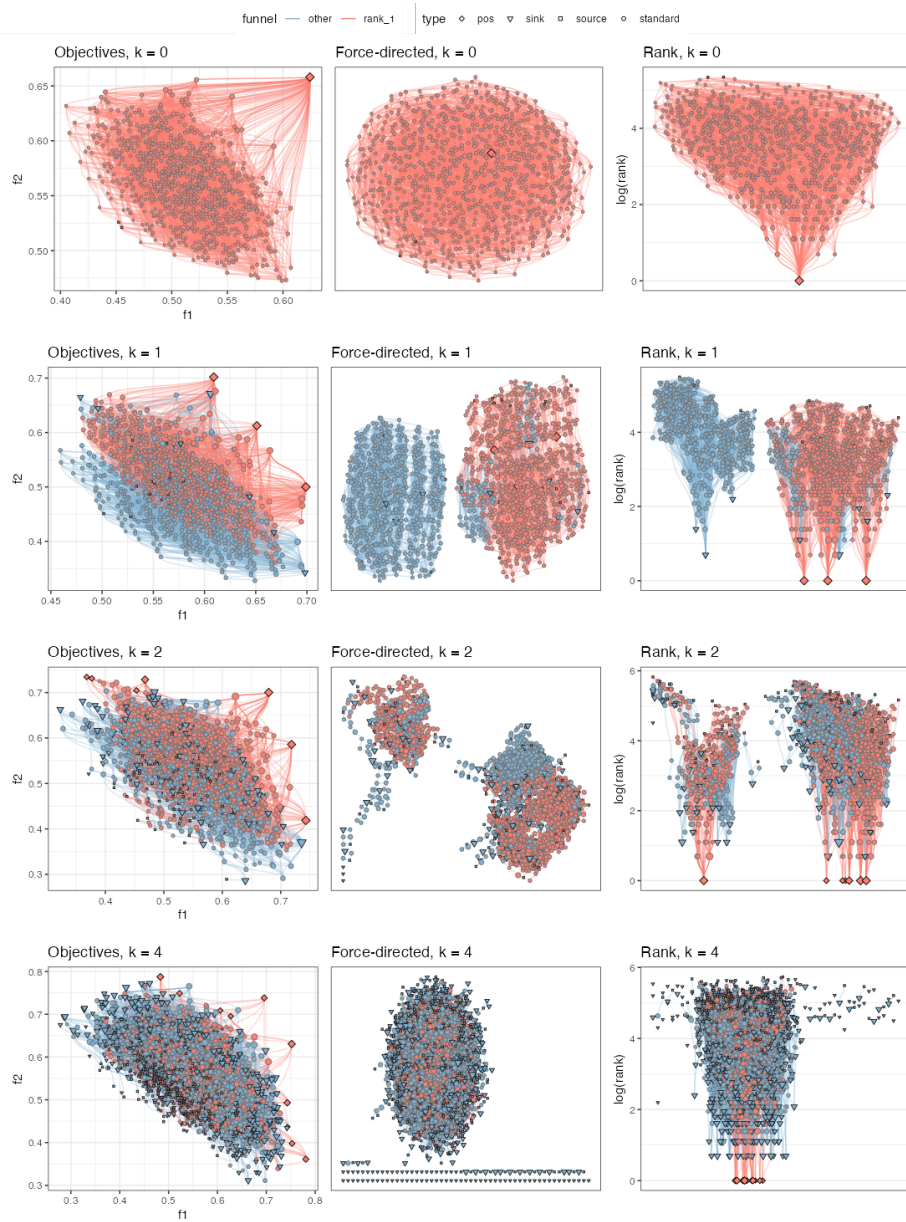 funnel other rank_1 type pos sink source standard
Objectives, k = 0
Force-directed, k = 0
Rank, k = 0
0.65
0.60
0.55
0.50
f2
0.40 0.45 0.50 0.55 0.60
f1
4
2
0
log(rank)
Objectives, k = 1
Force-directed, k = 1
Rank, k = 1
0.7
0.6
0.5
0.4
f2
0.45 0.50 0.55 0.60 0.65 0.70
f1
4
2
0
log(rank)
Objectives, k = 2
Force-directed, k = 2
Rank, k = 2
0.7
0.6
0.5
0.4
0.3
f2
0.4 0.5 0.6 0.7
f1
6
4
2
0
log(rank)
Objectives, k = 4
Force-directed, k = 4
Rank, k = 4
0.8
0.7
0.6
0.5
0.4
0.3
f2
0.3 0.4 0.5 0.6 0.7 0.8
f1
6
4
2
0
log(rank)